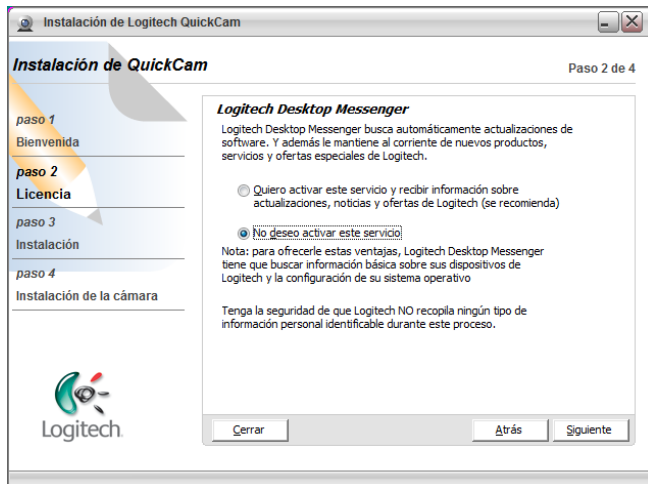 Instalación de Logitech QuickCam
Instalación de QuickCam
Paso 2 de 4
paso 1
Bienvenida
paso 2
Licencia
paso 3
Instalación
paso 4
Instalación de la cámara
Logitech
Logitech Desktop Messenger
Logitech Desktop Messenger busca automáticamente actualizaciones de
software. Y además le mantiene al corriente de nuevos productos,
servicios y ofertas especiales de Logitech.
Quiero activar este servicio y recibir información sobre
actualizaciones, noticias y ofertas de Logitech (se recomienda)
No deseo activar este servicio
Nota: para ofrecerle estas ventajas, Logitech Desktop Messenger
tiene que buscar información básica sobre sus dispositivos de
Logitech y la configuración de su sistema operativo
Tenga la seguridad de que Logitech NO recopila ningún tipo de
información personal identificable durante este proceso.
Cerrar
Atrás
Siguiente